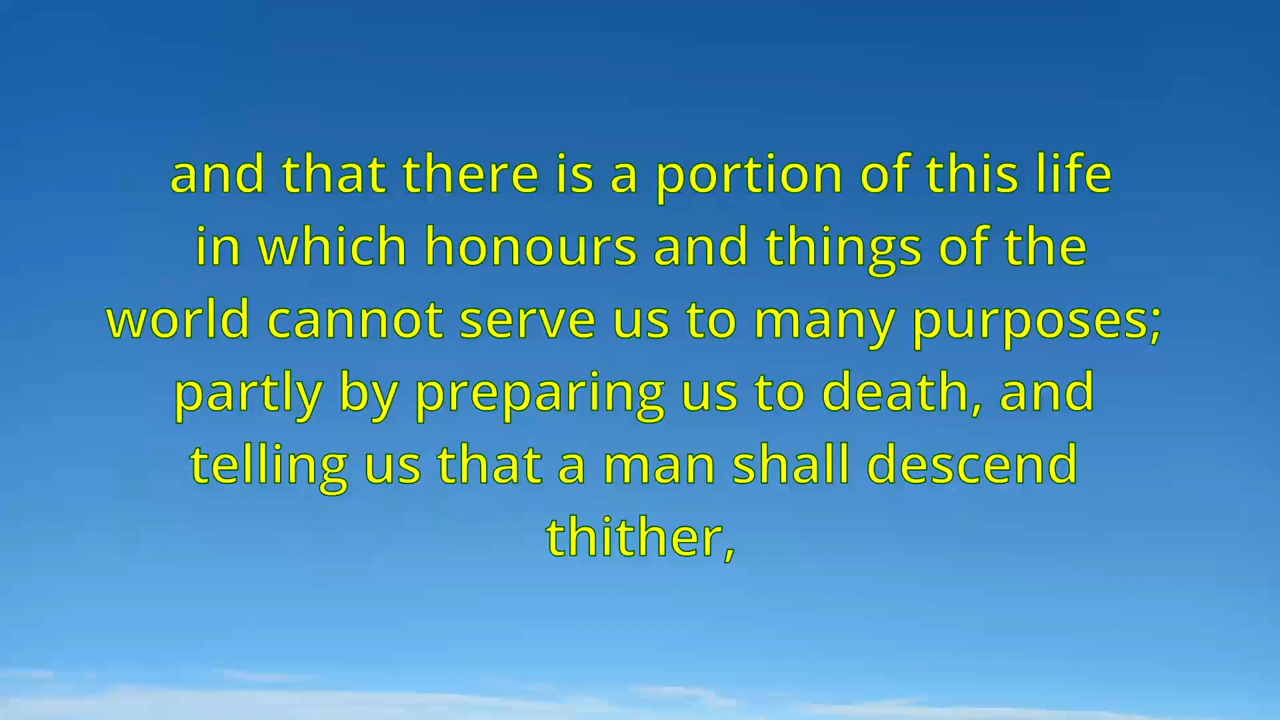 and that there is a portion of this life
in which honours and things of the
world cannot serve us to many purposes;
partly by preparing us to death, and
telling us that a man shall descend
thither,